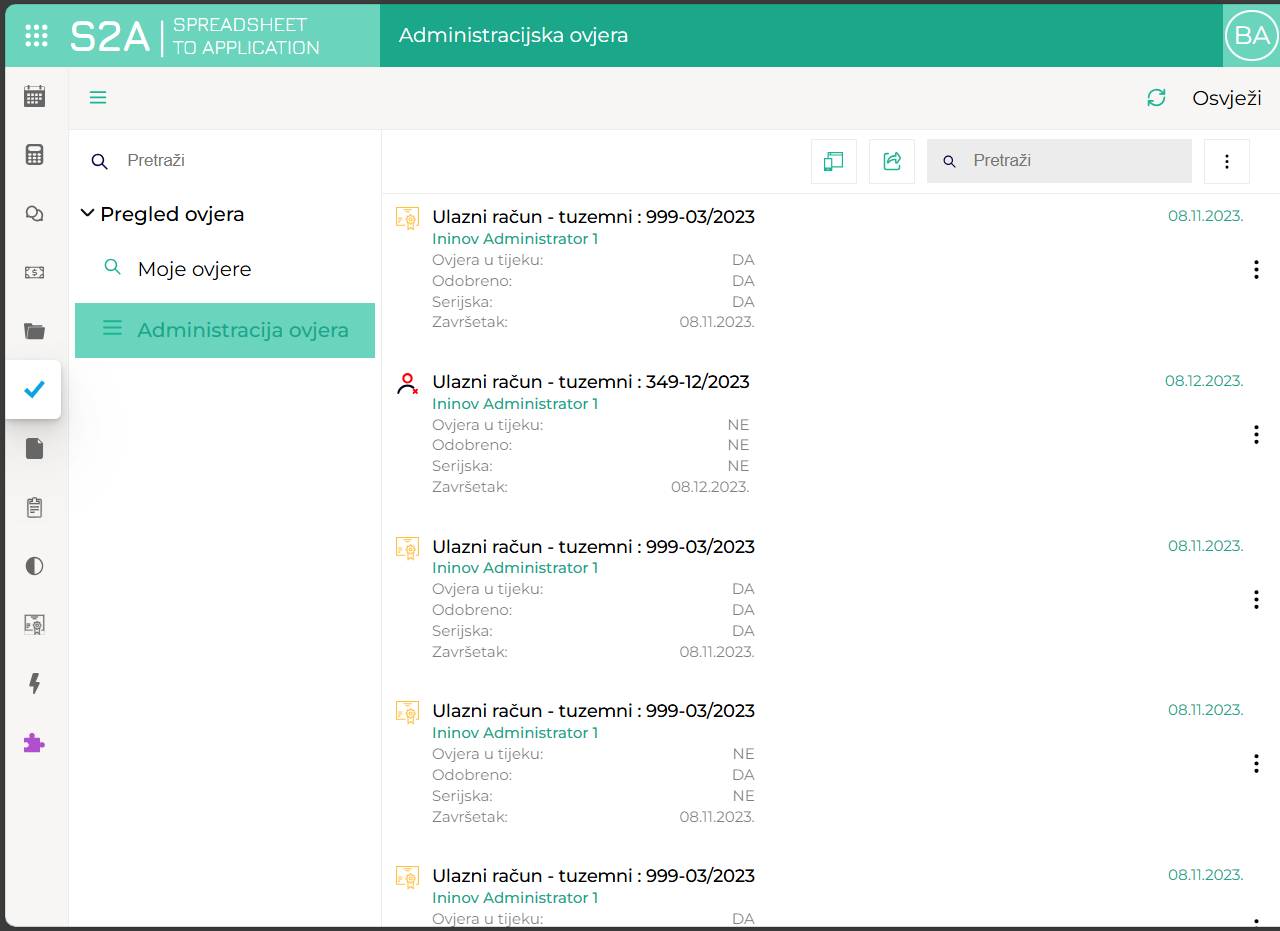 S2A SPREADSHEET
TO APPLICATION
Administracijska ovjera
BA
Osvježi
Pretraži
Pregled ovjera
Moje ovjere
Administracija ovjera
Pretraži
Ulazni račun - tuzemni : 999-03/2023 08.11.2023.
Ininov Administrator 1
Ovjera u tijeku: DA
Odobreno: DA
Serijska: DA
Završetak: 08.11.2023.
Ulazni račun - tuzemni : 349-12/2023 08.12.2023.
Ininov Administrator 1
Ovjera u tijeku: NE
Odobreno: NE
Serijska: NE
Završetak: 08.12.2023.
Ulazni račun - tuzemni : 999-03/2023 08.11.2023.
Ininov Administrator 1
Ovjera u tijeku: DA
Odobreno: DA
Serijska: DA
Završetak: 08.11.2023.
Ulazni račun - tuzemni : 999-03/2023 08.11.2023.
Ininov Administrator 1
Ovjera u tijeku: NE
Odobreno: DA
Serijska: NE
Završetak: 08.11.2023.
Ulazni račun - tuzemni : 999-03/2023 08.11.2023.
Ininov Administrator 1
Ovjera u tijeku: DA